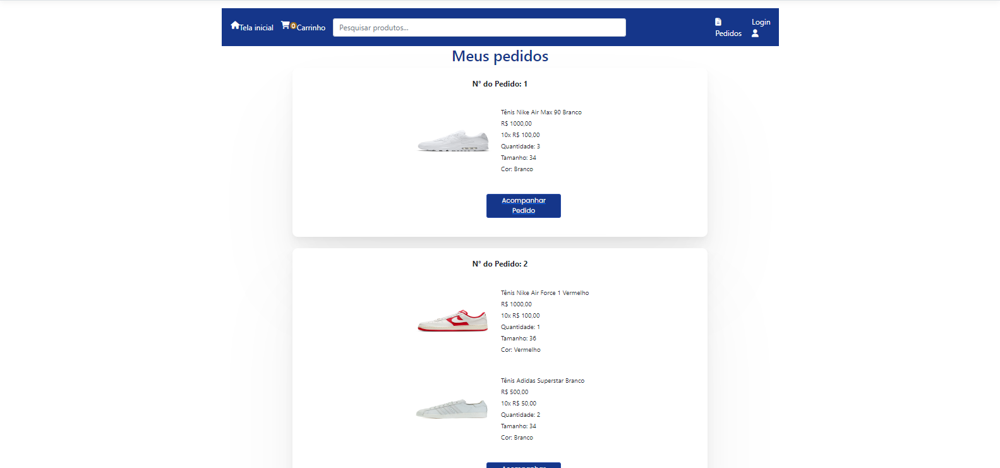 Tela inicial
0
Carrinho
Pesquisar produtos...
Pedidos
Login
Meus pedidos
N° do Pedido: 1
Tênis Nike Air Max 90 Branco
R$ 1000,00
10x R$ 100,00
Quantidade: 3
Tamanho: 34
Cor: Branco
Acompanhar
Pedido
N° do Pedido: 2
Tênis Nike Air Force 1 Vermelho
R$ 1000,00
10x R$ 100,00
Quantidade: 1
Tamanho: 36
Cor: Vermelho
Tênis Adidas Superstar Branco
R$ 500,00
10x R$ 50,00
Quantidade: 2
Tamanho: 34
Cor: Branco
Acompanhar